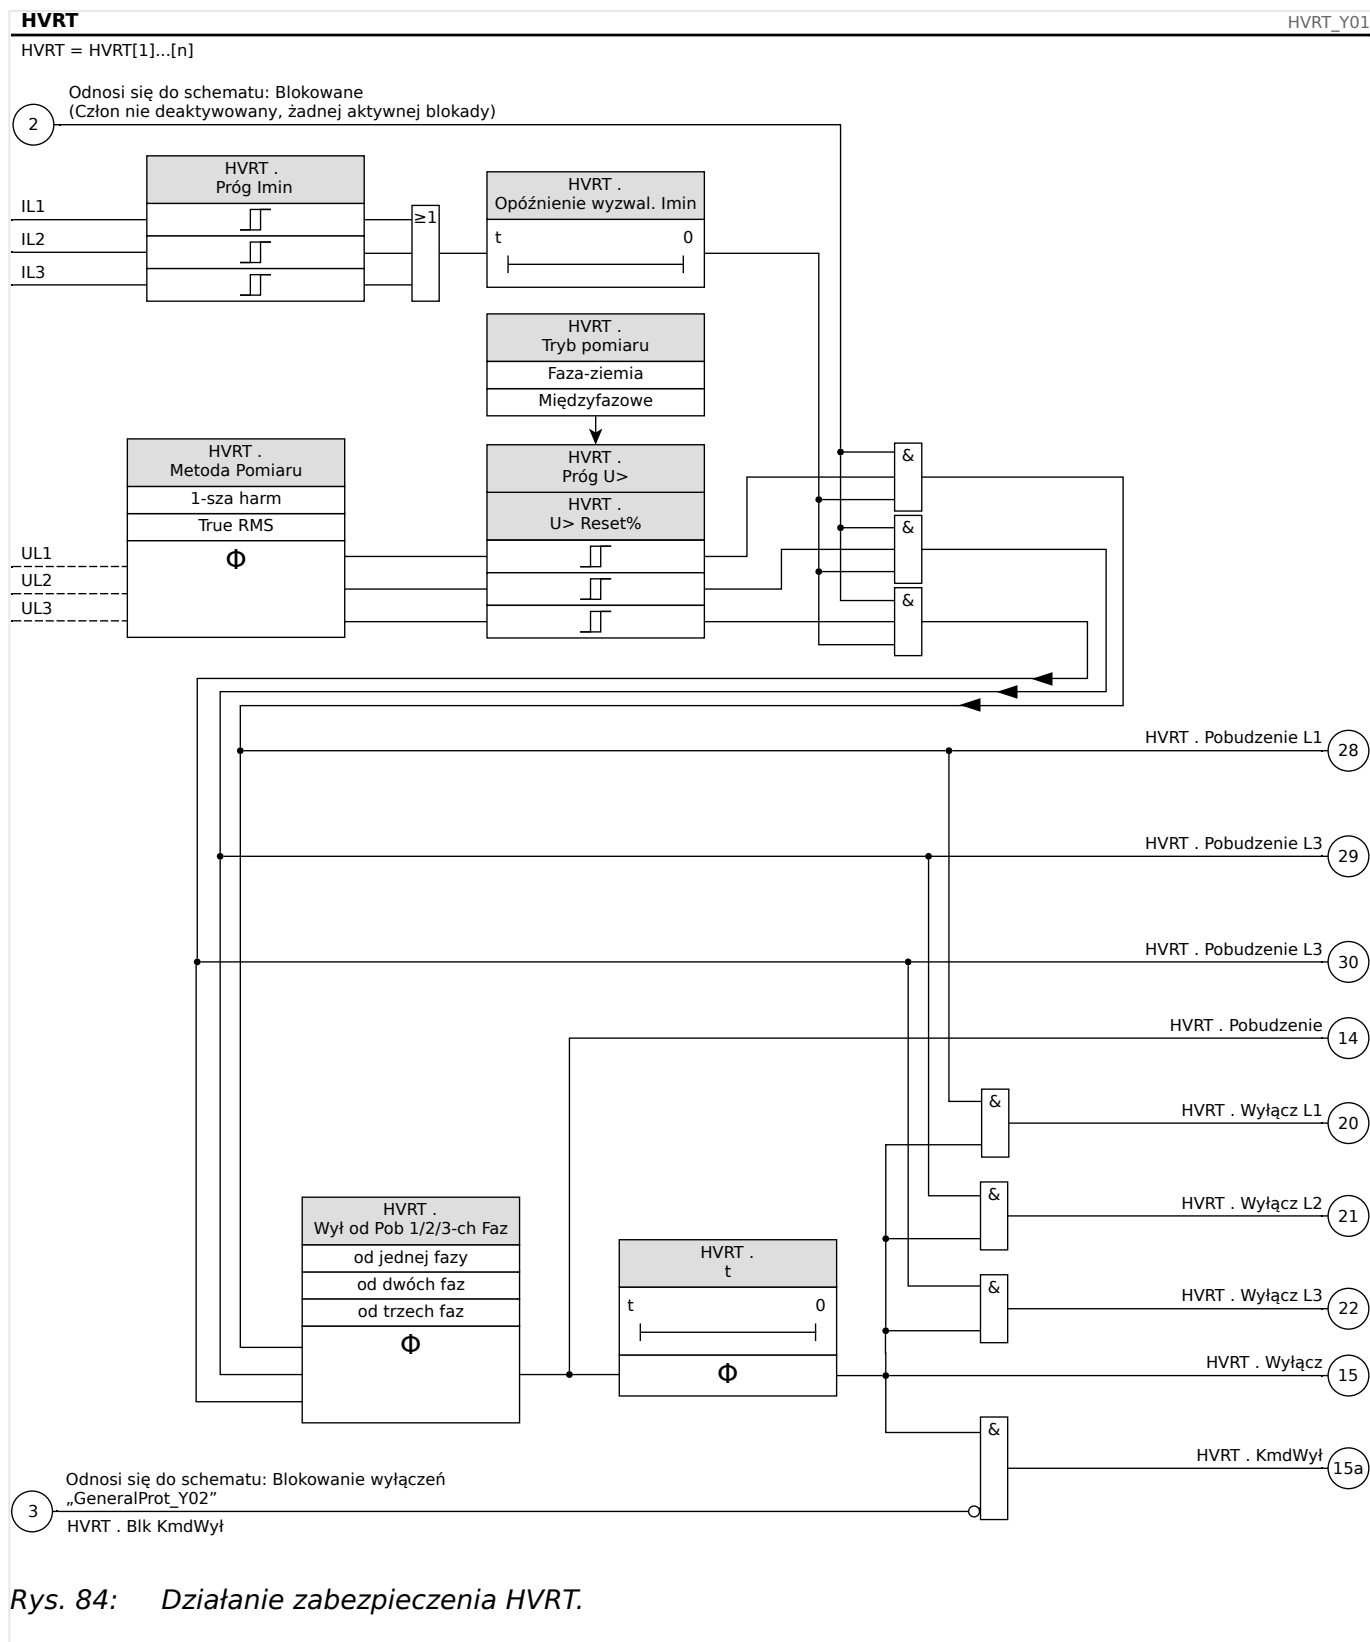 HVRT
HVRT_Y01
HVRT = HVRT[1]...[n]
Odnosi się do schematu: Blokowane
(Człon nie deaktywowany, żadnej aktywnej blokady)
2
HVRT .
Próg Imin
IL1
IL2
IL3
≥1
HVRT .
Opóźnienie wyzwal. Imin
t 0
HVRT .
Tryb pomiaru
Faza-ziemia
Międzyfazowe
HVRT .
Metoda Pomiaru
1-sza harm
True RMS
Φ
UL1
UL2
UL3
HVRT .
Próg U>
HVRT .
U> Reset%
&
&
&
HVRT . Pobudzenie L1
28
HVRT . Pobudzenie L3
29
HVRT . Pobudzenie L3
30
HVRT . Pobudzenie
14
&
HVRT . Wyłącz L1
20
&
HVRT . Wyłącz L2
21
&
HVRT . Wyłącz L3
22
HVRT .
Wył od Pob 1/2/3-ch Faz
od jednej fazy
od dwóch faz
od trzech faz
Φ
HVRT .
t
t 0
Φ
HVRT . Wyłącz
15
&
HVRT . KmdWył
15a
Odnosi się do schematu: Blokowanie wyłączeń
„GeneralProt_Y02”
3
HVRT . Blk KmdWył
Rys. 84: Działanie zabezpieczenia HVRT.